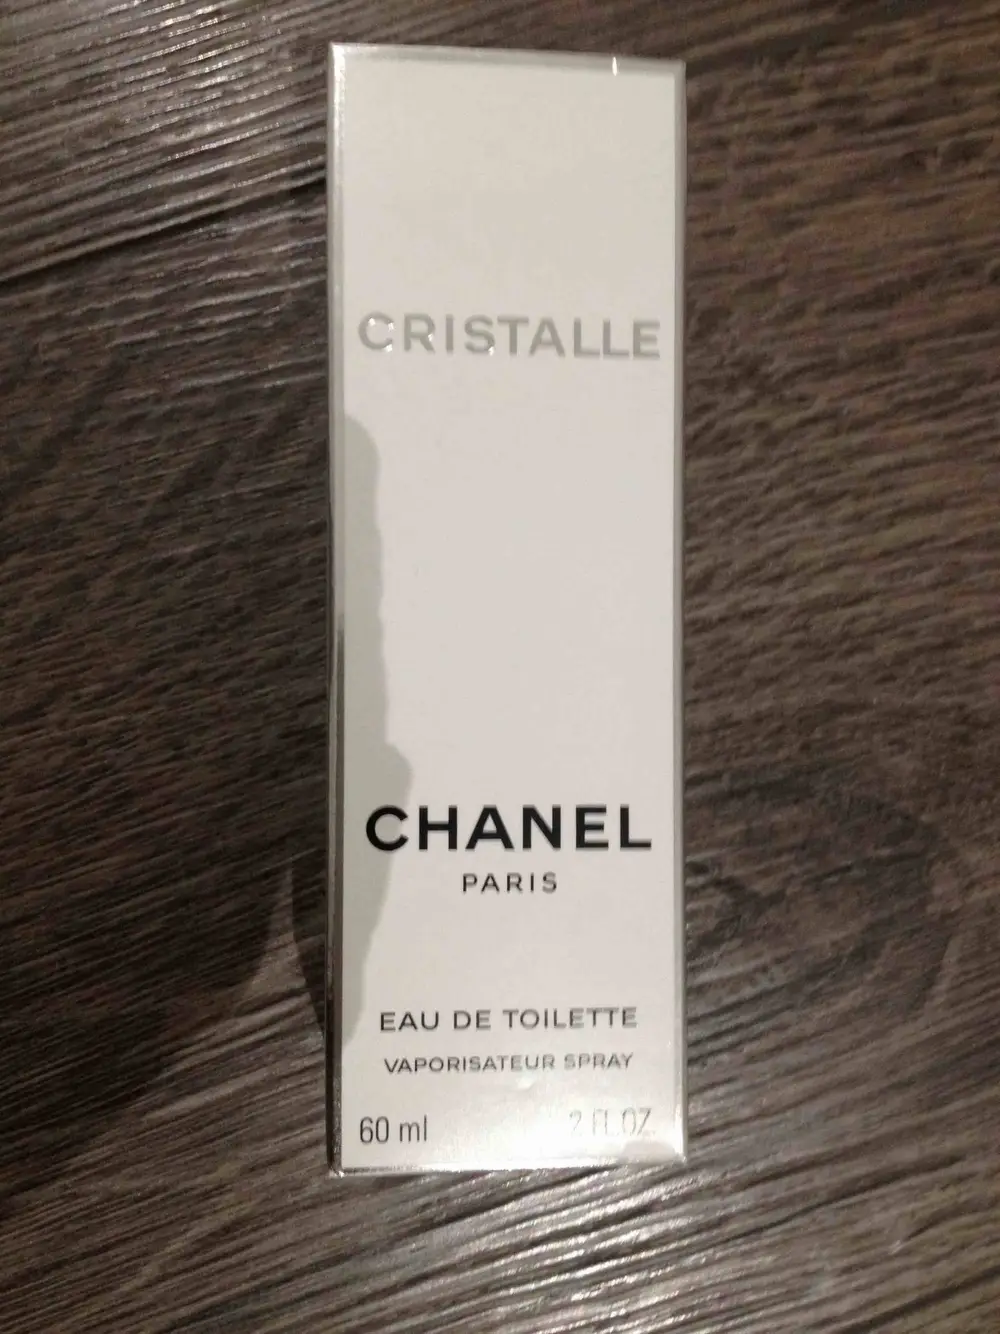 CRISTALLE
CHANEL
PARIS
EAU DE TOILETTE
VAPORISATEUR SPRAY
60 ml 2 FL.OZ.